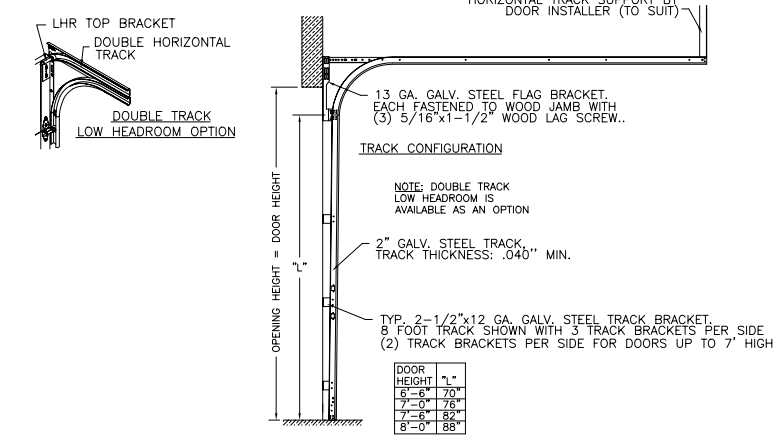 HORIZONTAL TRACK SUPPORT BY
DOOR INSTALLER (TO SUIT)
LHR TOP BRACKET
DOUBLE HORIZONTAL
TRACK
DOUBLE TRACK
LOW HEADROOM OPTION
13 GA. GALV. STEEL FLAG BRACKET.
EACH FASTENED TO WOOD JAMB WITH
(3) 5/16"x1-1/2" WOOD LAG SCREW..
TRACK CONFIGURATION
NOTE: DOUBLE TRACK
LOW HEADROOM IS
AVAILABLE AS AN OPTION
OPENING HEIGHT = DOOR HEIGHT
"L"
2" GALV. STEEL TRACK,
TRACK THICKNESS: .040'' MIN.
TYP. 2-1/2"x12 GA. GALV. STEEL TRACK BRACKET.
8 FOOT TRACK SHOWN WITH 3 TRACK BRACKETS PER SIDE
(2) TRACK BRACKETS PER SIDE FOR DOORS UP TO 7' HIGH
DOOR
HEIGHT "L"
6'-6" 70"
7'-0" 76"
7'-6" 82"
8'-0" 88"